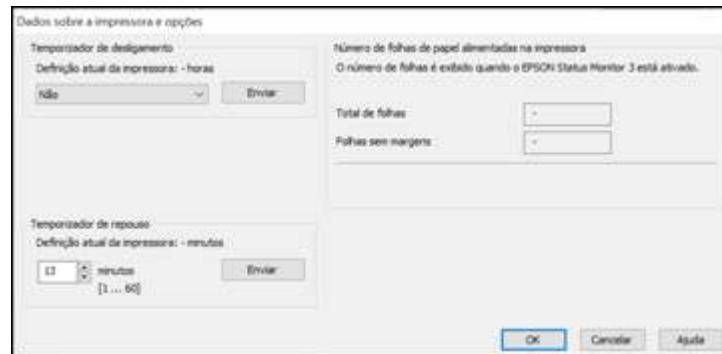 Dados sobre a impressora e opções
Temporizador de desligamento
Definição atual da impressora: - horas
Não
Enviar
Número de folhas de papel alimentadas na impressora
O número de folhas é exibido quando o EPSON Status Monitor 3 está ativado.
Total de folhas
-
Folhas sem margens
-
Temporizador de repouso
Definição atual da impressora: - minutos
13 minutos
[1 ... 60]
Enviar
OK
Cancelar
Ajuda